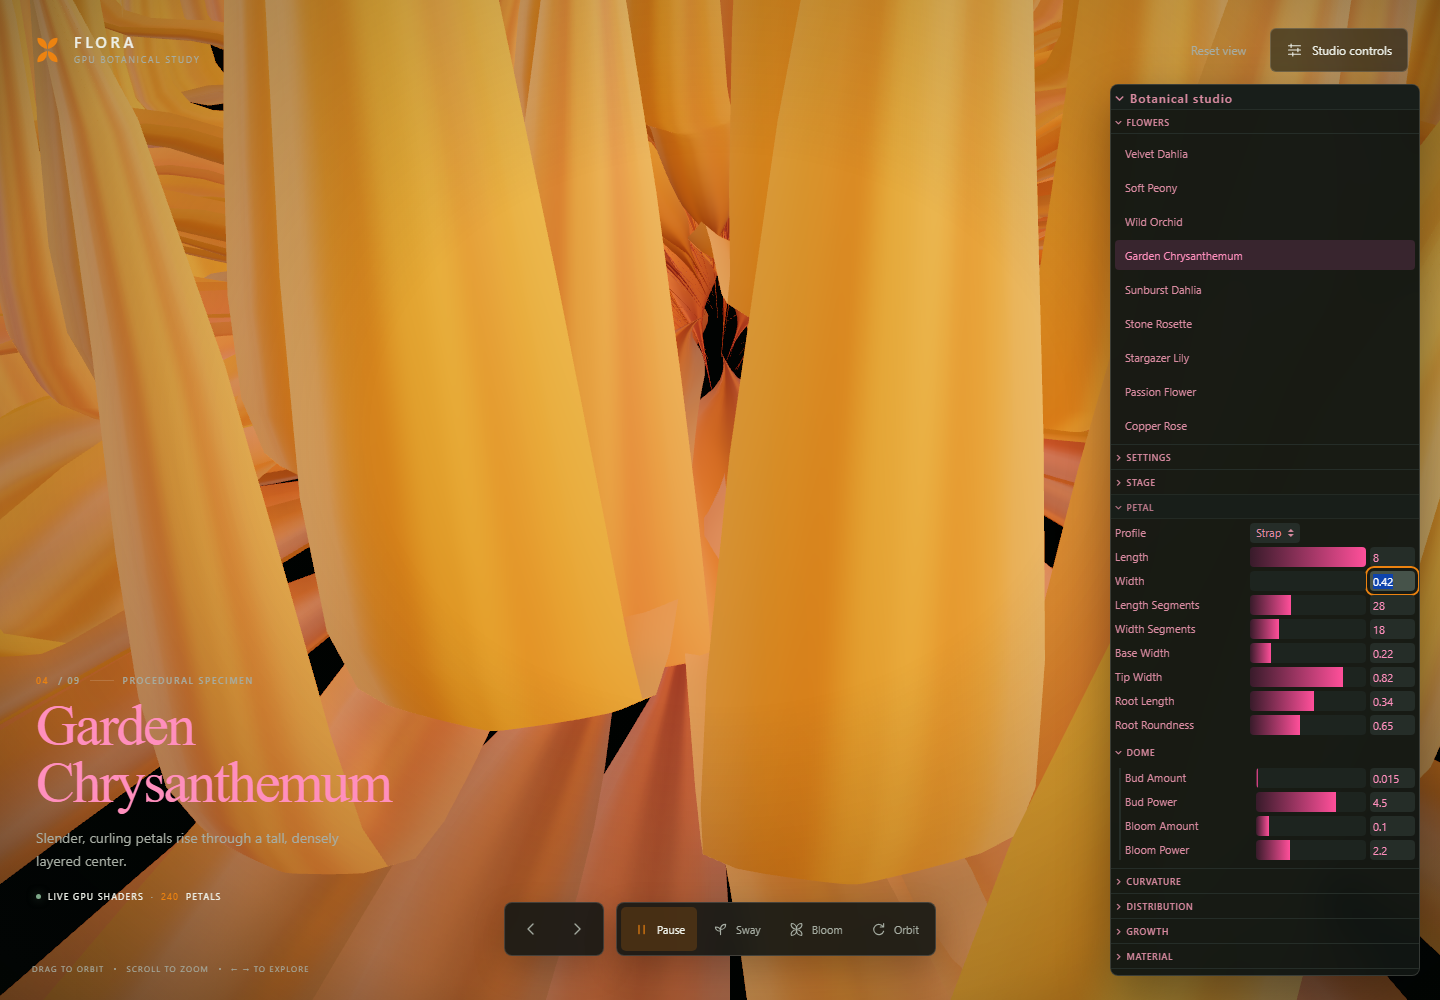 FLORA
GPU BOTANICAL STUDY
Reset view
Studio controls
Botanical studio
FLOWERS
Velvet Dahlia
Soft Peony
Wild Orchid
Garden Chrysanthemum
Sunburst Dahlia
Stone Rosette
Stargazer Lily
Passion Flower
Copper Rose
SETTINGS
STAGE
PETAL
Profile Strap
Length 8
Width 0.42
Length Segments 28
Width Segments 18
Base Width 0.22
Tip Width 0.82
Root Length 0.34
Root Roundness 0.65
DOME
Bud Amount 0.015
Bud Power 4.5
Bloom Amount 0.1
Bloom Power 2.2
CURVATURE
DISTRIBUTION
GROWTH
MATERIAL
04 / 09 PROCEDURAL SPECIMEN
Garden
Chrysanthemum
Slender, curling petals rise through a tall, densely
layered center.
LIVE GPU SHADERS · 240 PETALS
Pause Sway Bloom Orbit
DRAG TO ORBIT • SCROLL TO ZOOM • ← → TO EXPLORE